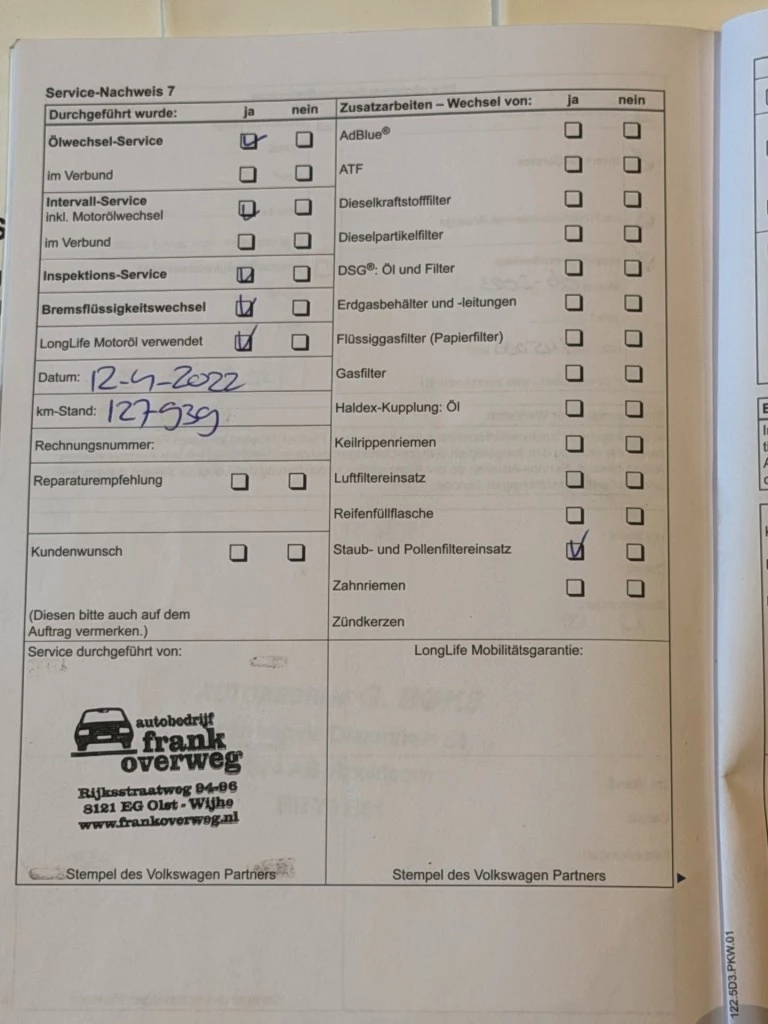 Service-Nachweis 7
Durchgeführt wurde: ja nein
Ölwechsel-Service
im Verbund
Intervall-Service
inkl. Motorölwechsel
im Verbund
Inspektions-Service
Bremsflüssigkeitswechsel
LongLife Motoröl verwendet
Datum: 12-4-2022
km-Stand: 127939
Rechnungsnummer:
Reparaturempfehlung
Kundenwunsch
(Diesen bitte auch auf dem
Auftrag vermerken.)
Zusatzarbeiten – Wechsel von: ja nein
AdBlue®
ATF
Dieselkraftstofffilter
Dieselpartikelfilter
DSG®: Öl und Filter
Erdgasbehälter und -leitungen
Flüssiggasfilter (Papierfilter)
Gasfilter
Haldex-Kupplung: Öl
Keilrippenriemen
Luftfiltereinsatz
Reifenfüllflasche
Staub- und Pollenfiltereinsatz
Zahnriemen
Zündkerzen
Service durchgeführt von:
autobedrijf
frank
overweg
Rijksstraatweg 94-96
8121 EG Olst - Wijhe
www.frankoverweg.nl
Stempel des Volkswagen Partners
LongLife Mobilitätsgarantie:
Stempel des Volkswagen Partners
122.5D3.PKW.01